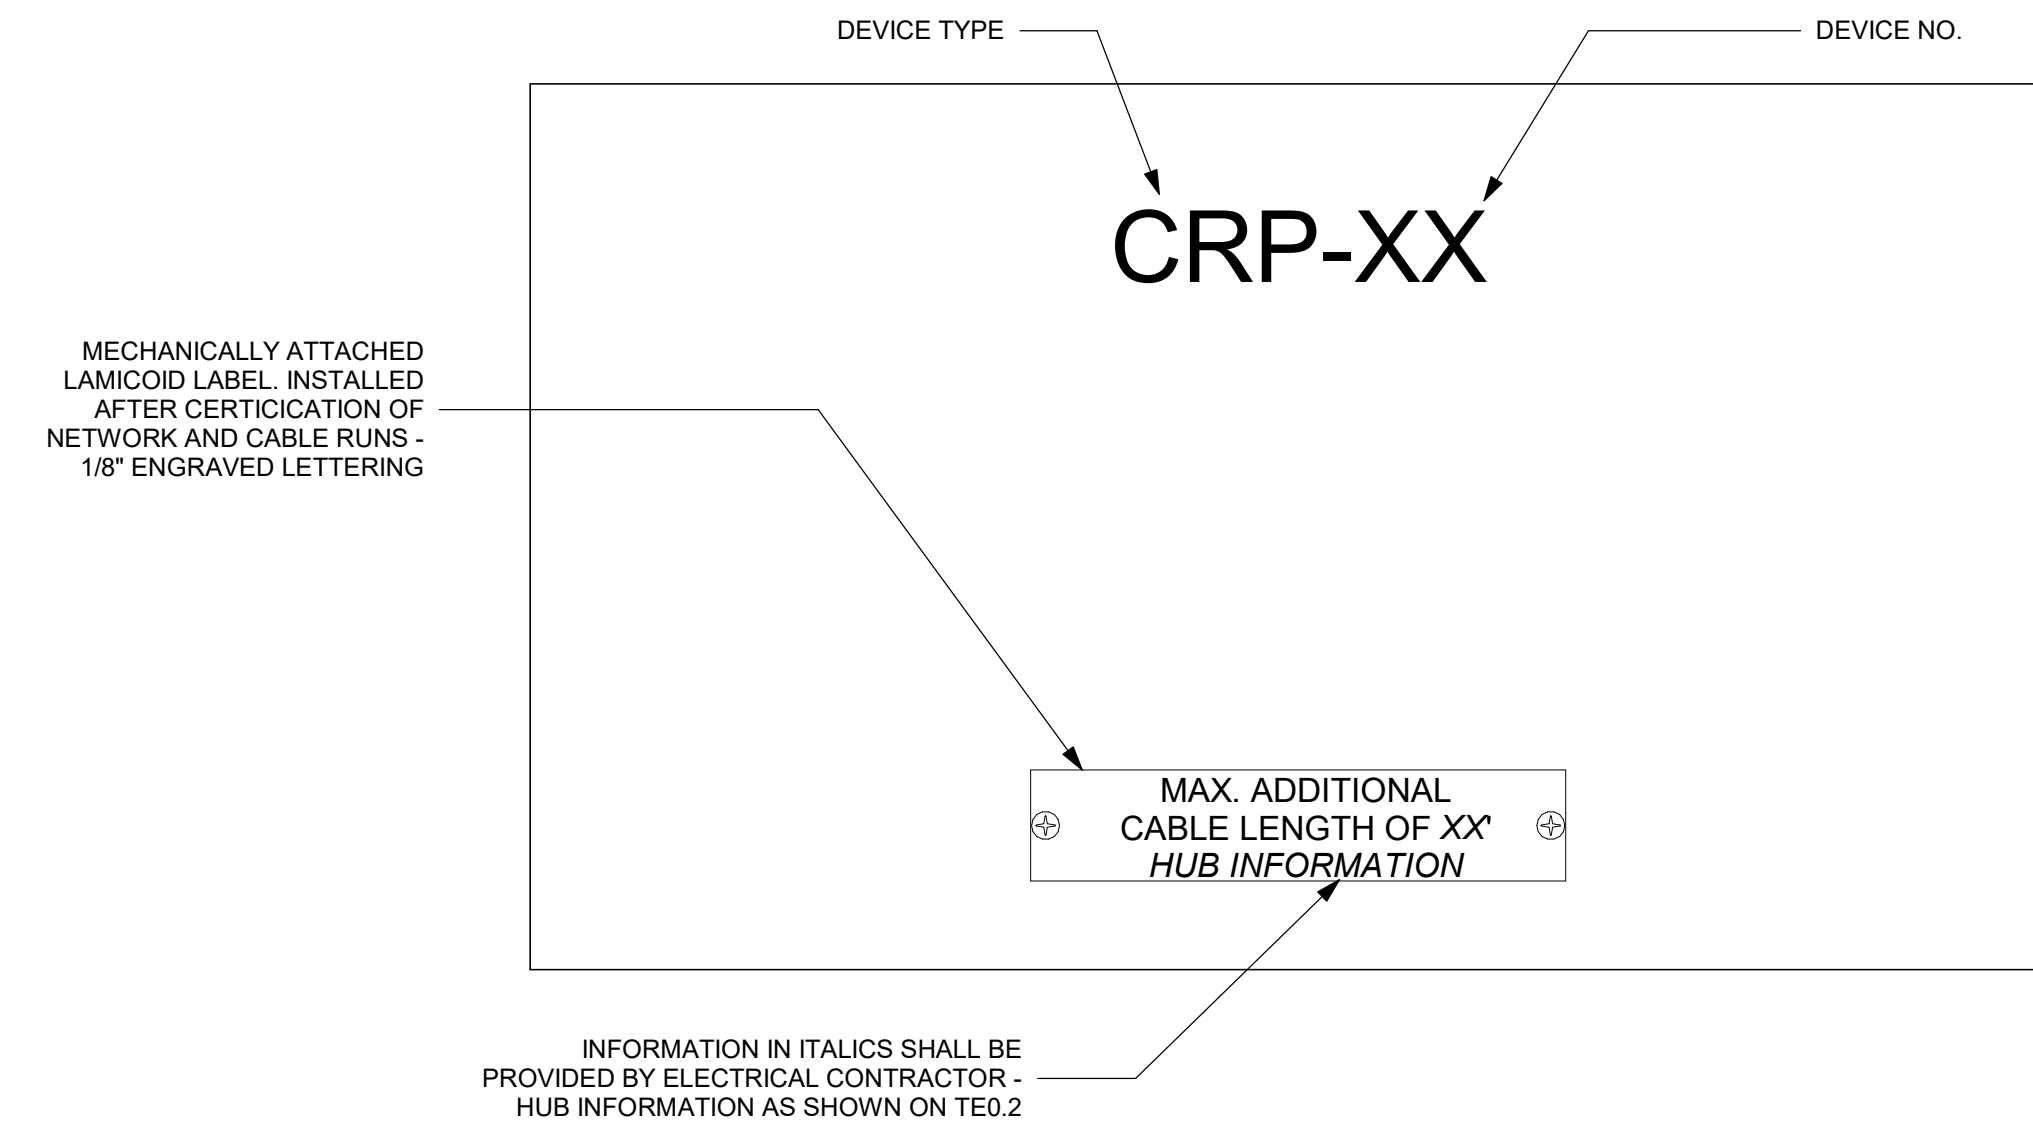 DEVICE TYPE
DEVICE NO.
CRP-XX
MECHANICALLY ATTACHED
LAMICOID LABEL. INSTALLED
AFTER CERTICICATION OF
NETWORK AND CABLE RUNS -
1/8" ENGRAVED LETTERING
MAX. ADDITIONAL
CABLE LENGTH OF XX'
HUB INFORMATION
INFORMATION IN ITALICS SHALL BE
PROVIDED BY ELECTRICAL CONTRACTOR -
HUB INFORMATION AS SHOWN ON TE0.2